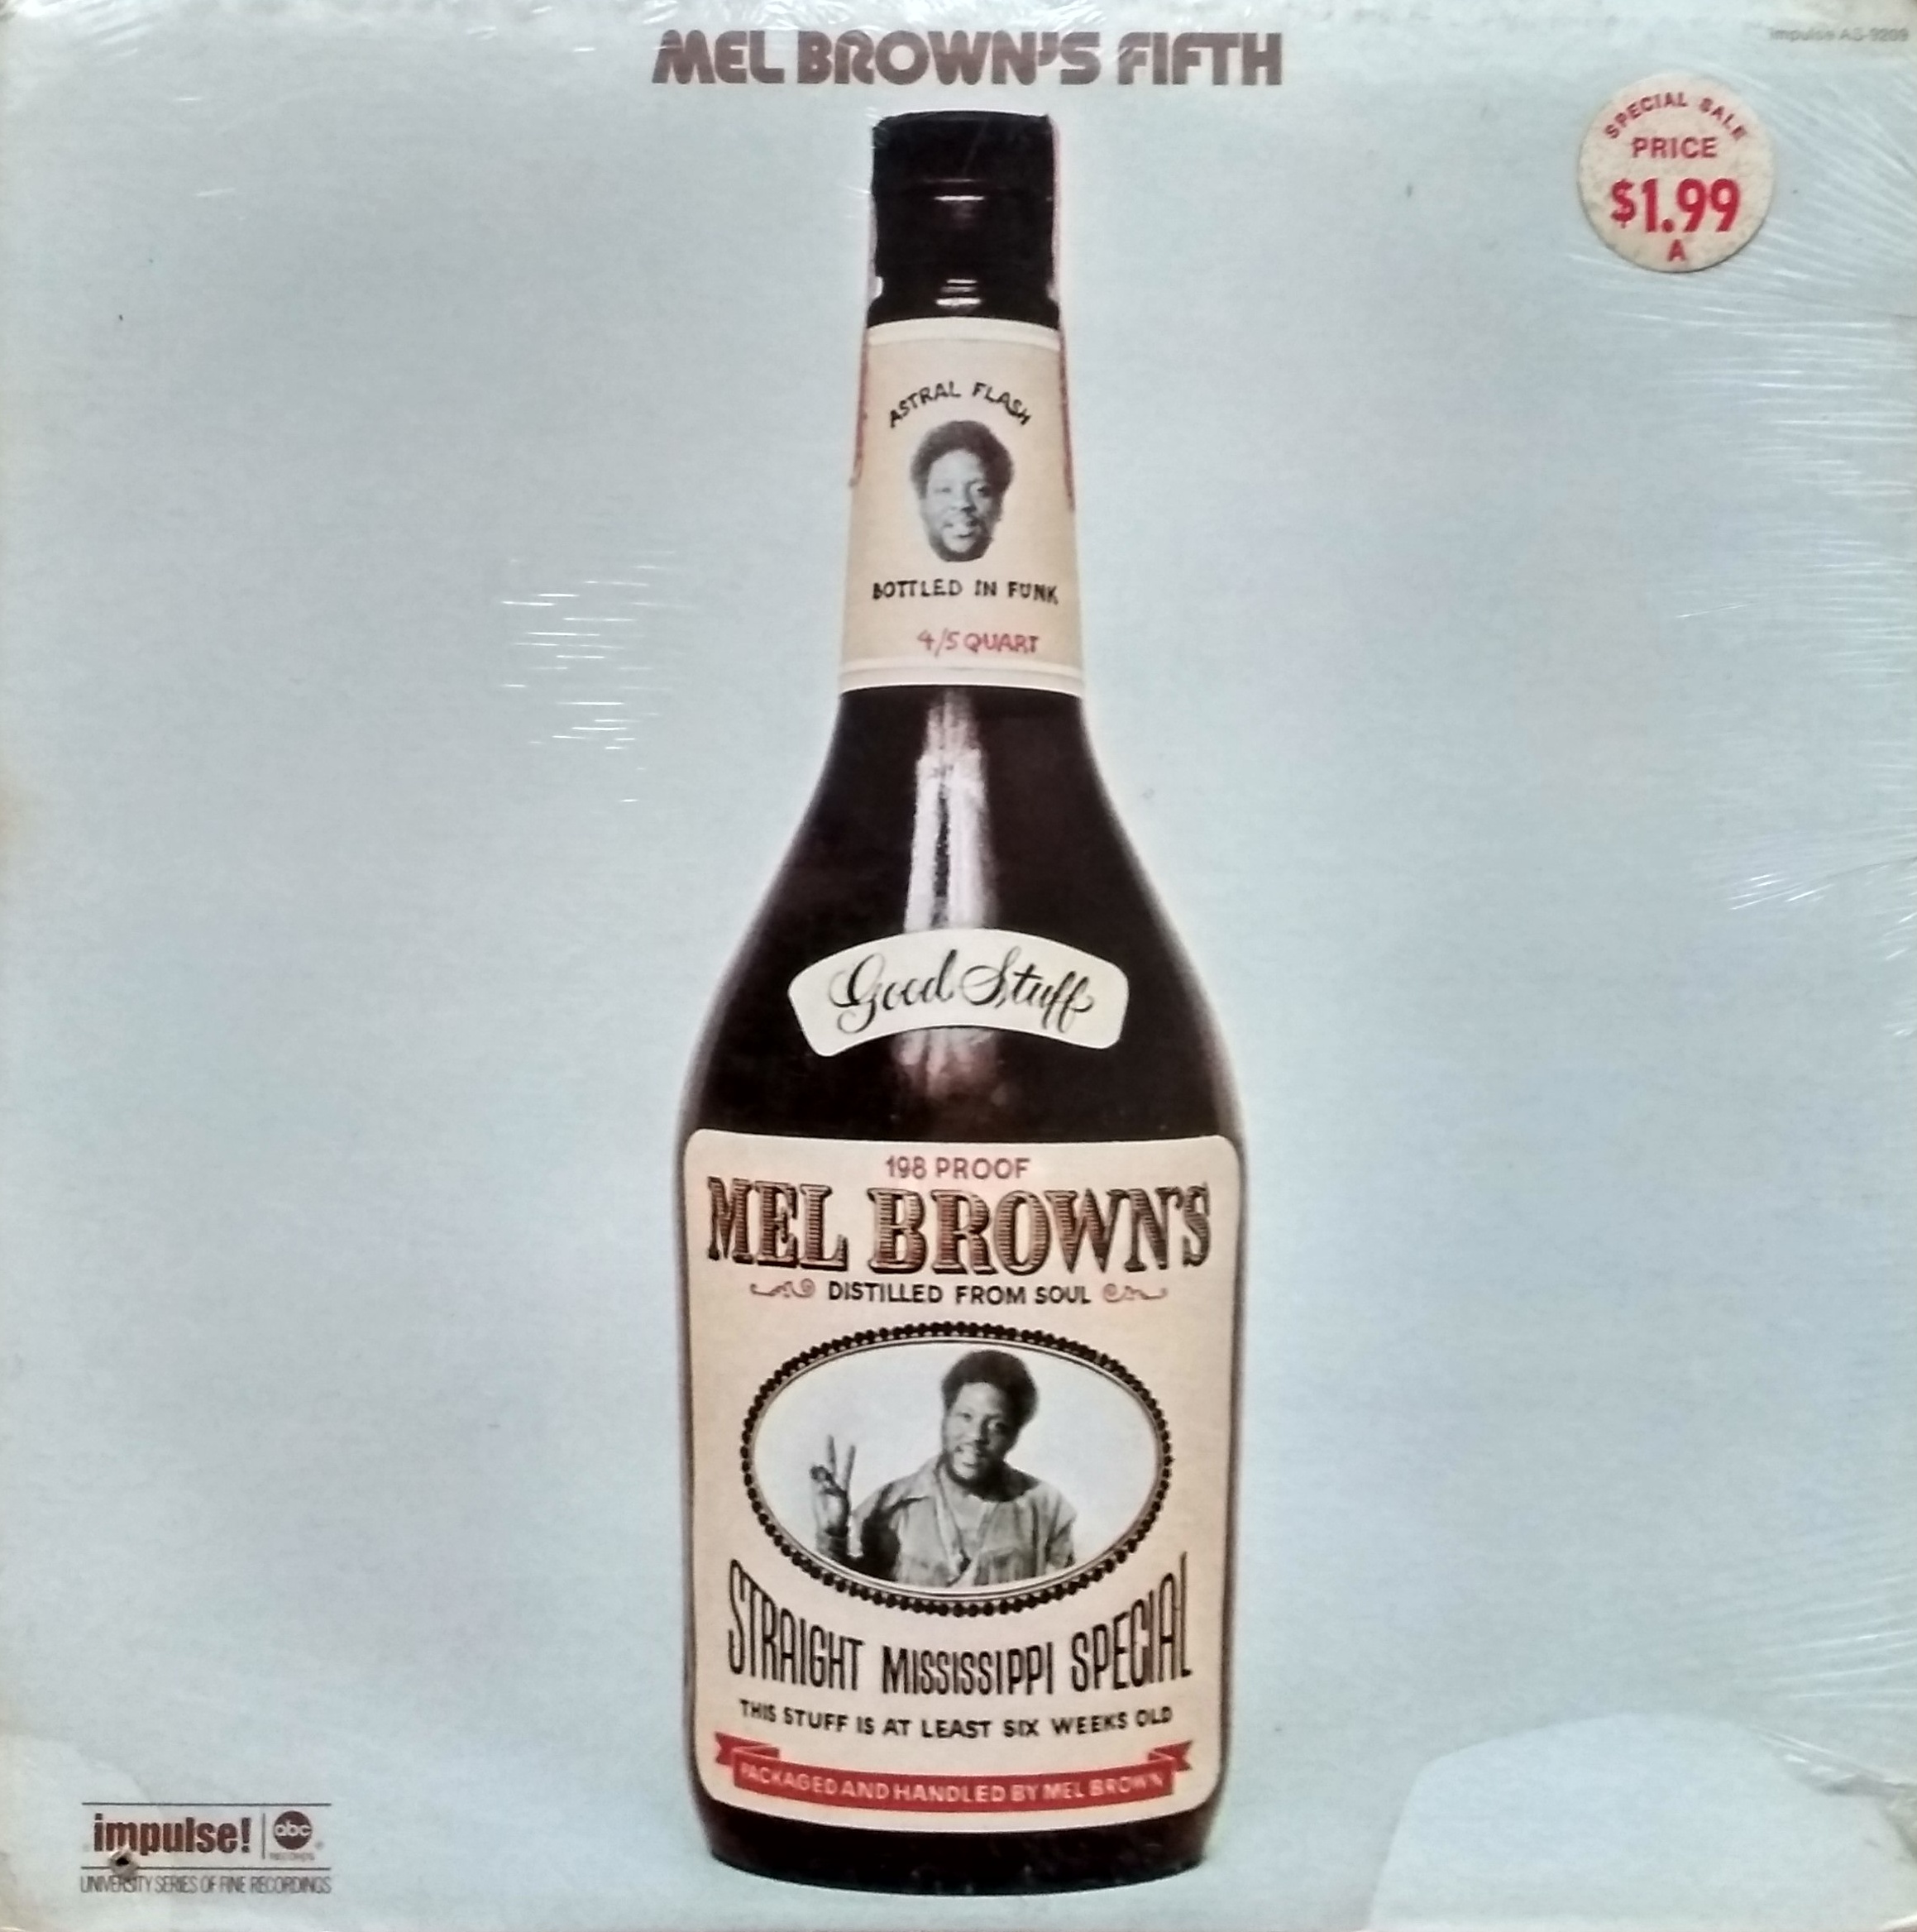 MEL BROWN'S FIFTH
Impulse AS-9209
SPECIAL SALE
PRICE
$1.99
A
ASTRAL FLASH
BOTTLED IN FUNK
4/5 QUART
Good Stuff
198 PROOF
MEL BROWN'S
DISTILLED FROM SOUL
STRAIGHT MISSISSIPPI SPECIAL
THIS STUFF IS AT LEAST SIX WEEKS OLD
PACKAGED AND HANDLED BY MEL BROWN
impulse! abc
RECORDS
UNIVERSITY SERIES OF FINE RECORDINGS